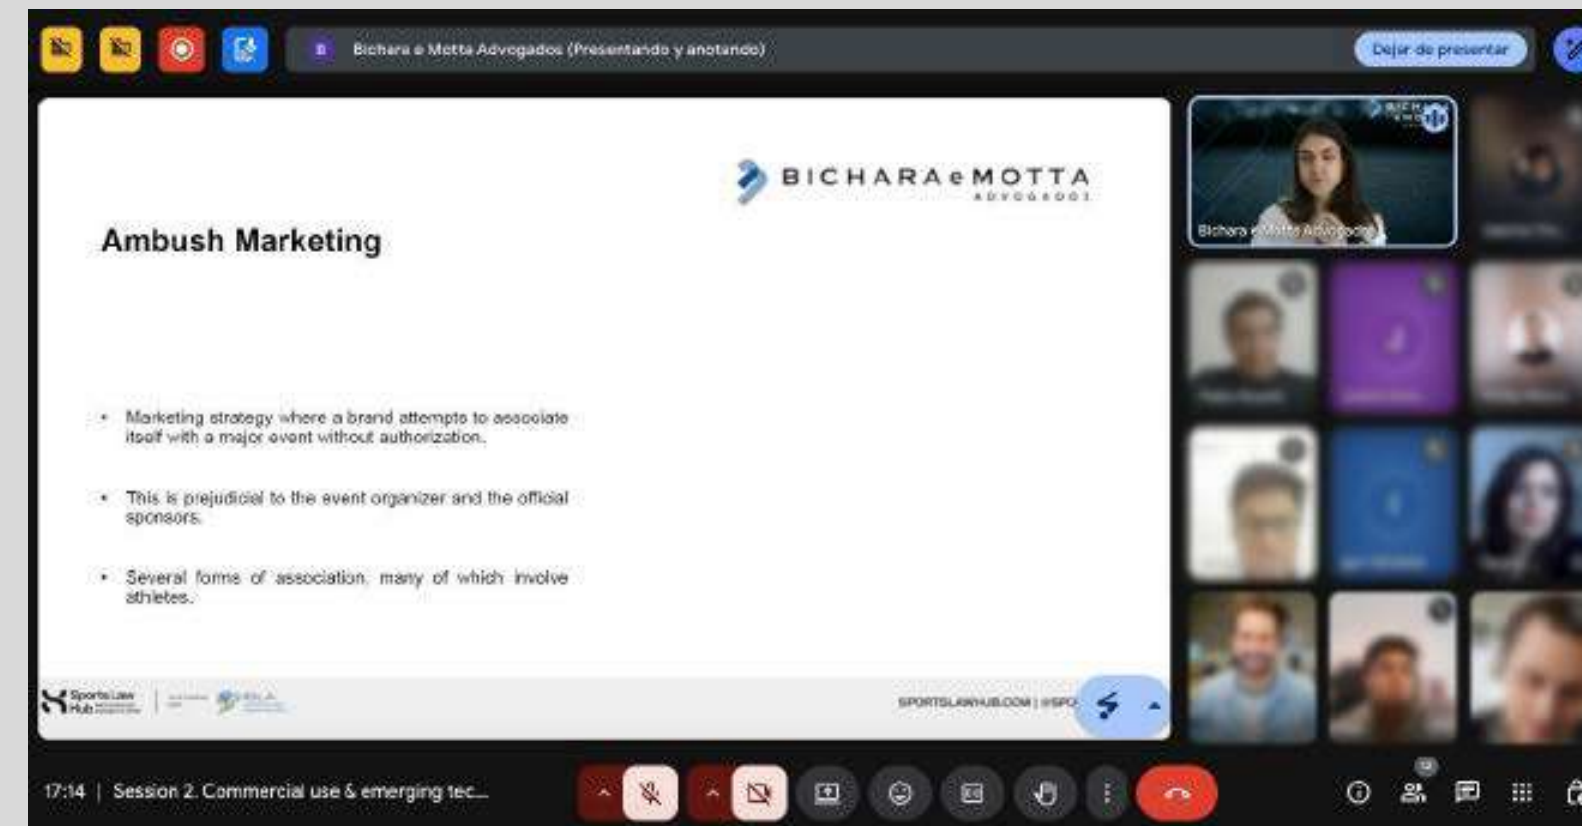 Bichara e Motta Advogados (Presentando y anotando)
Dejar de presentar
BICHARA e MOTTA
ADVOGADOS
Ambush Marketing
• Marketing strategy where a brand attempts to associate
itself with a major event without authorization.
• This is prejudicial to the event organizer and the official
sponsors.
• Several forms of association, many of which involve
athletes.
Sports Law
Hub
SPORTSLAWHUB.COM | @SPO
Bichara e Motta Advogados
17:14 | Session 2. Commercial use & emerging tec...
12